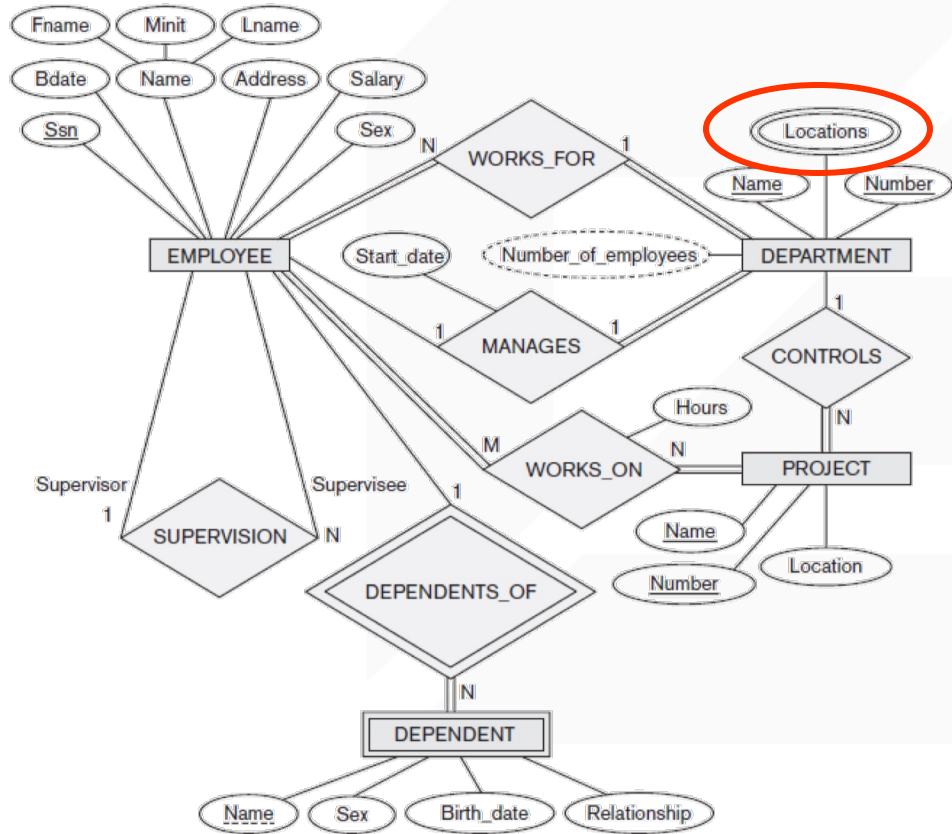 Fname Minit Lname
Bdate Name Address Salary
Ssn Sex
Locations
N 1
WORKS_FOR
Name Number
EMPLOYEE
Start_date
Number_of_employees
DEPARTMENT
1 1
MANAGES
1
CONTROLS
Hours
N
M N
WORKS_ON
PROJECT
Supervisor Supervisee
1 N
SUPERVISION
1
Name
Location
Number
DEPENDENTS_OF
N
DEPENDENT
Name Sex Birth_date Relationship